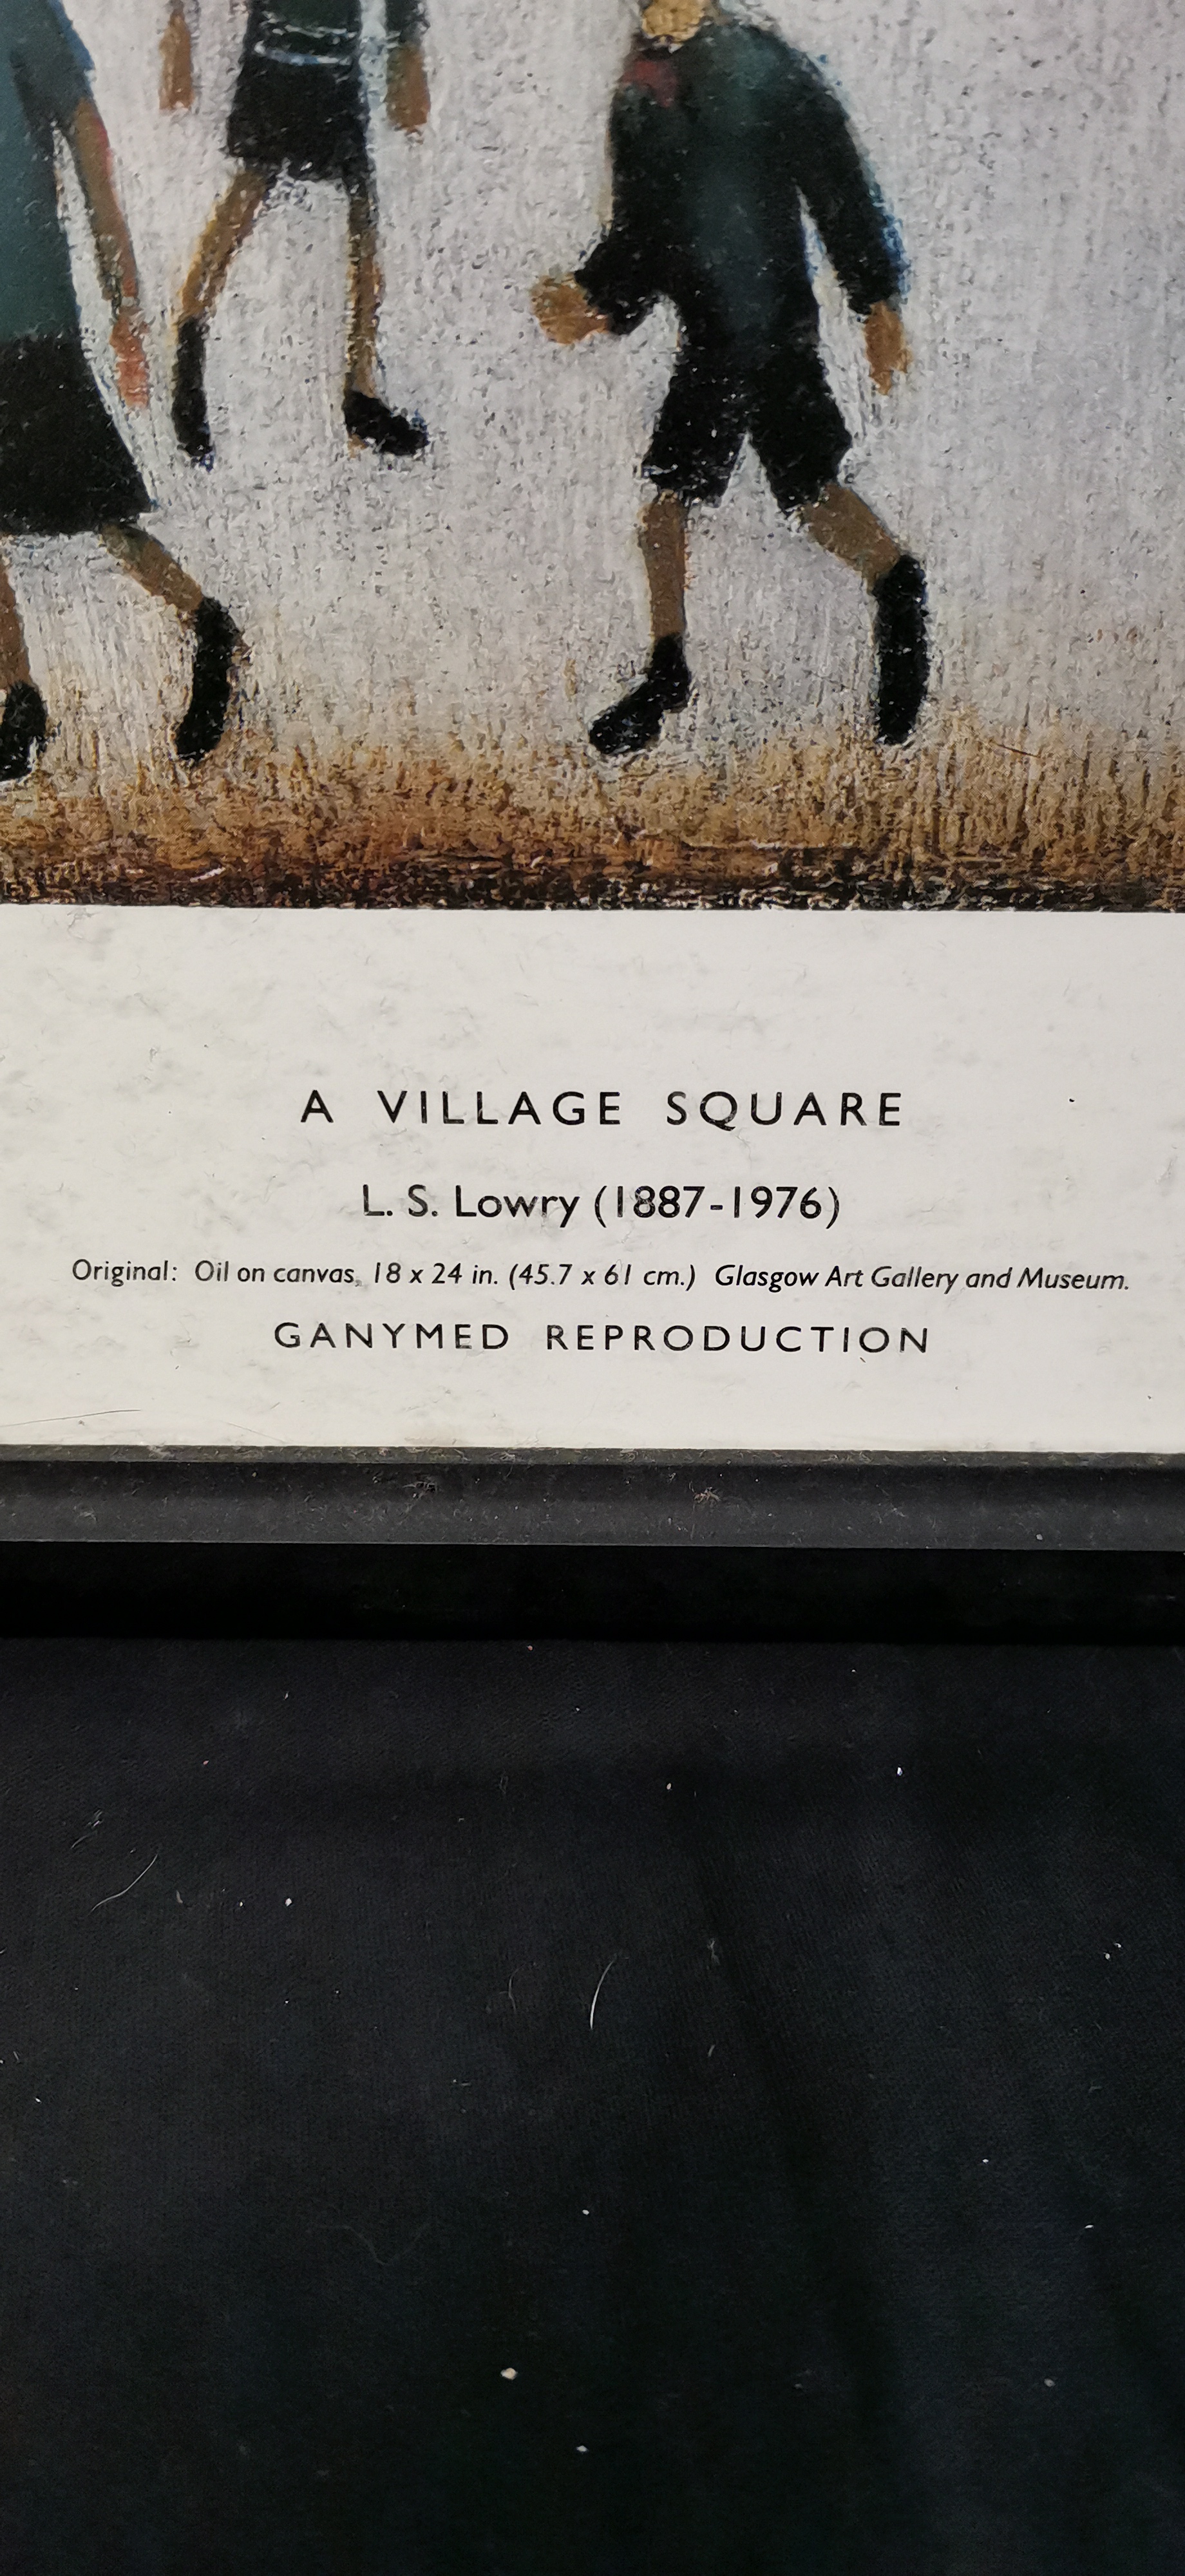 A VILLAGE SQUARE
L. S. Lowry (1887-1976)
Original: Oil on canvas, 18 x 24 in. (45.7 x 61 cm.) Glasgow Art Gallery and Museum.
GANYMED REPRODUCTION